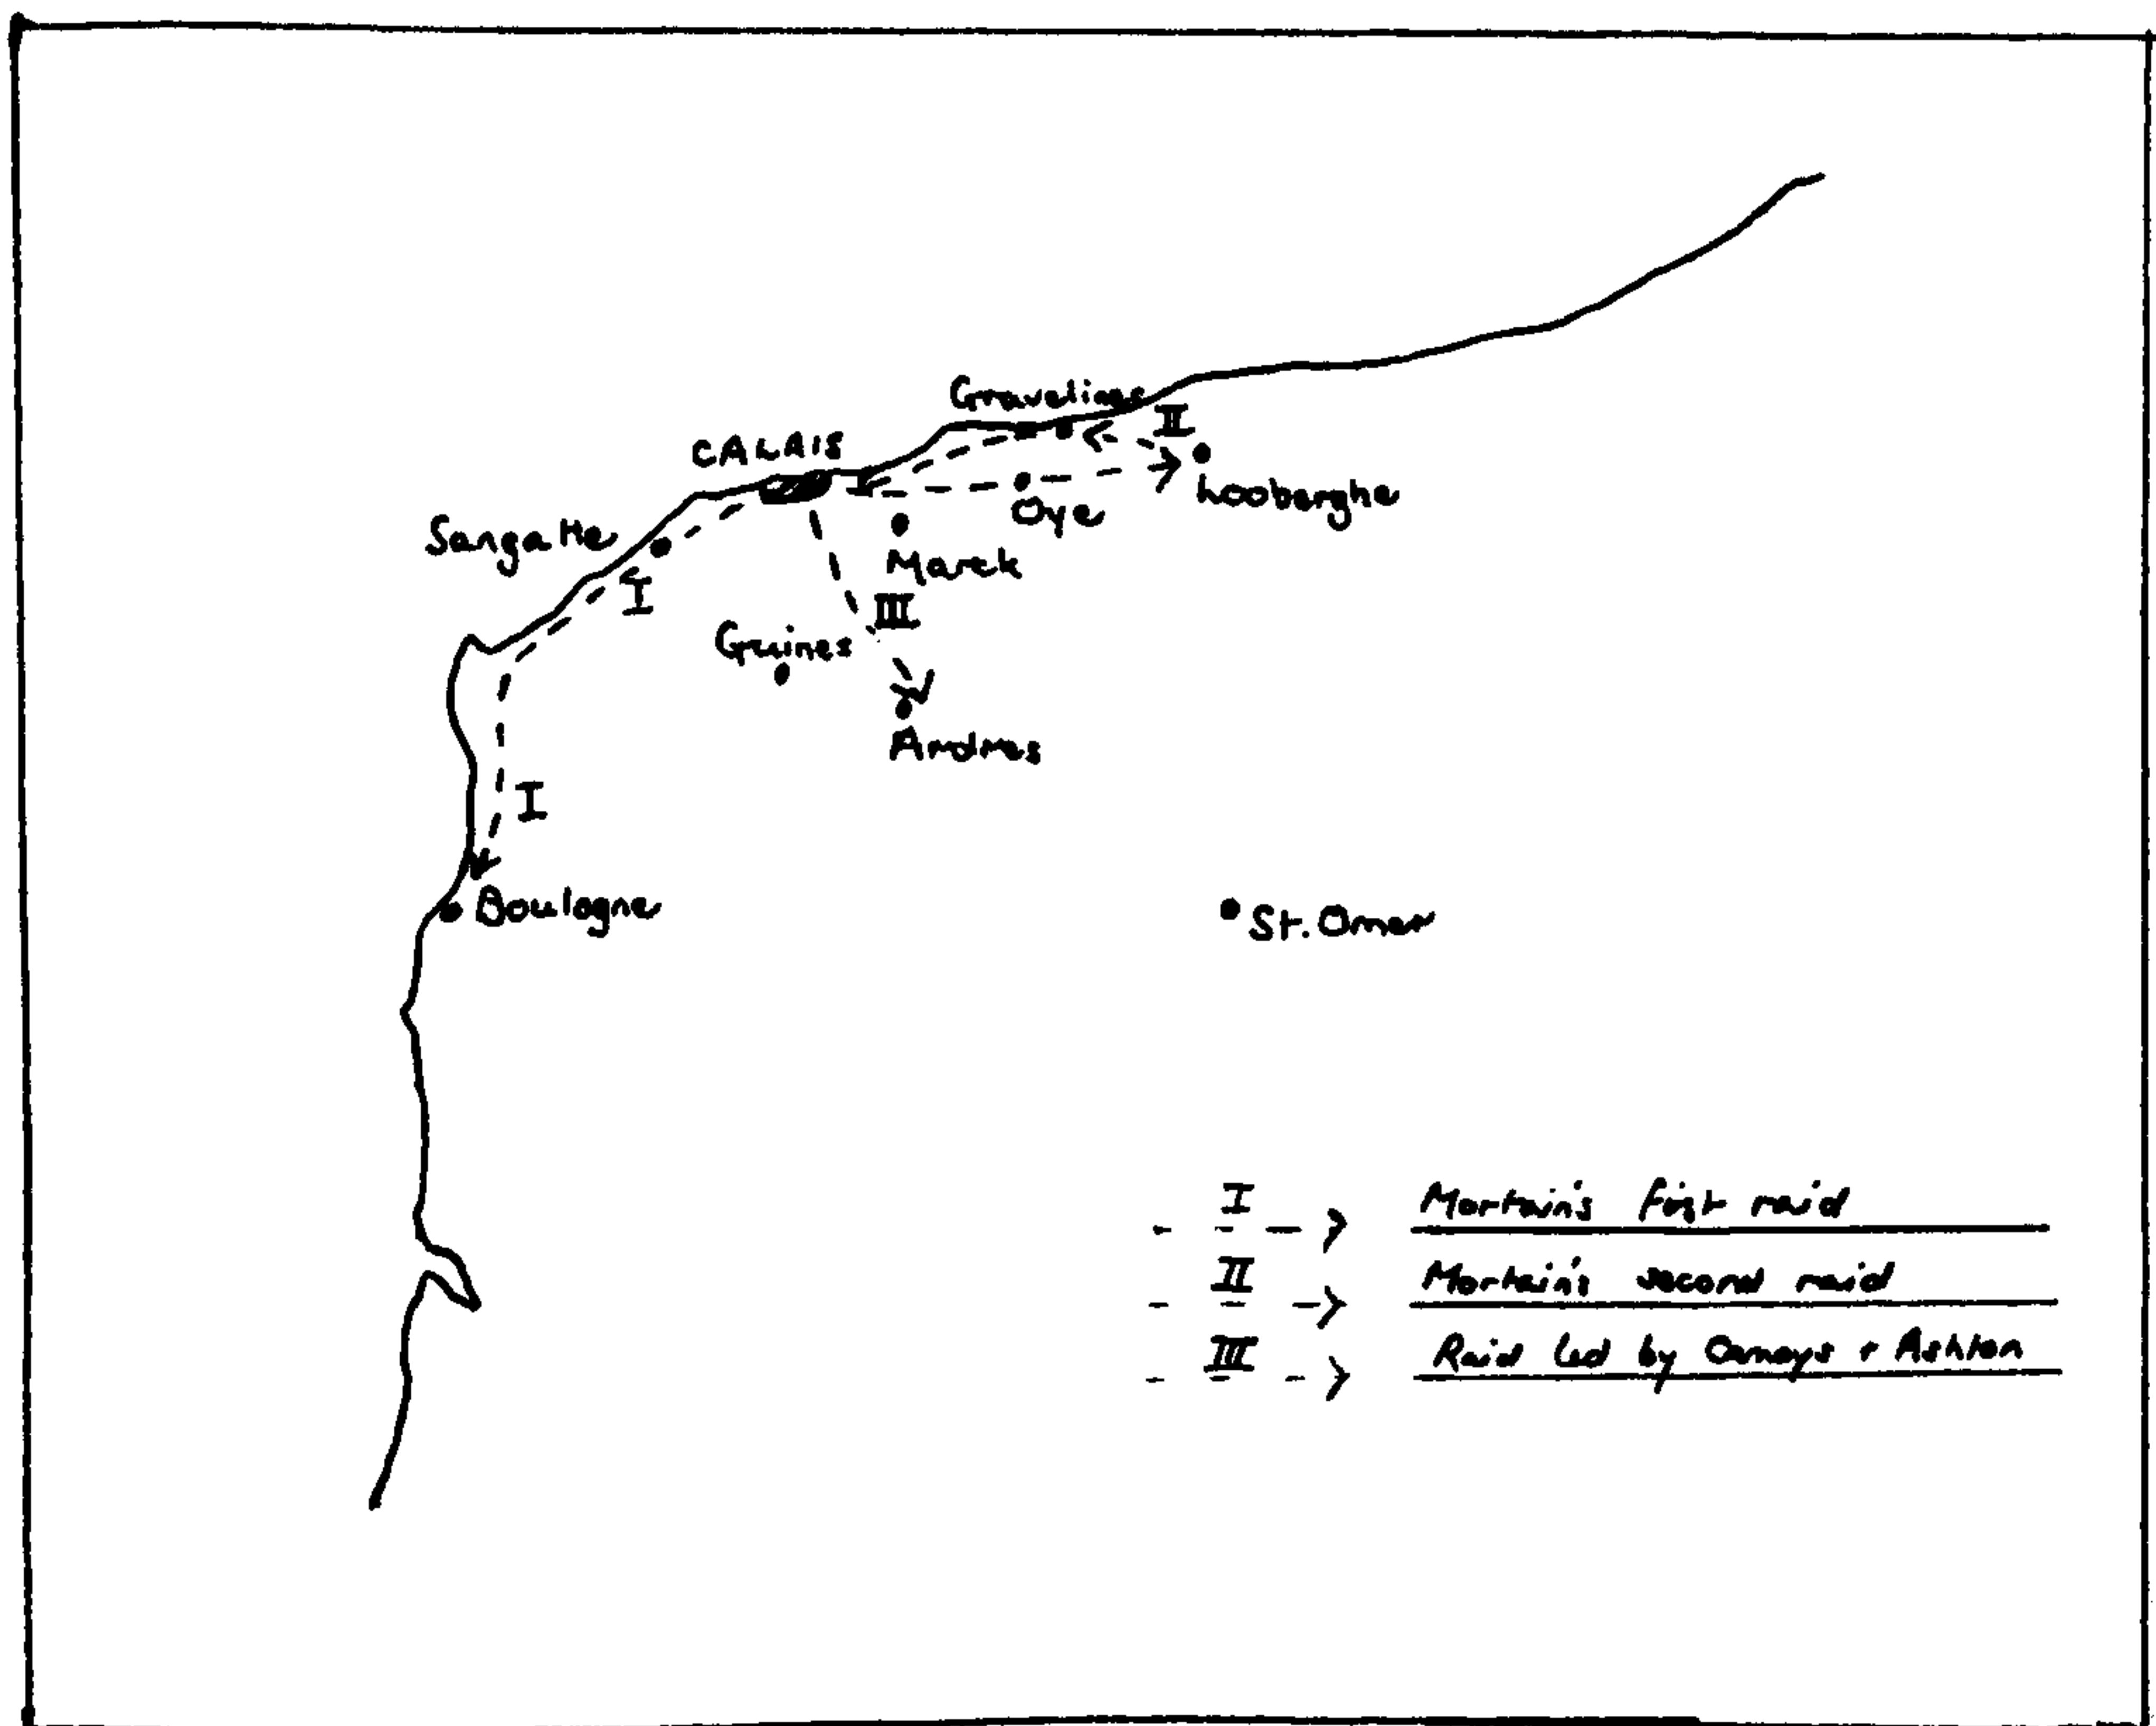 Gravelines
II
CALAIS
Looberghe
Oye
Sangatte
Marck
I
III
Guines
Andres
I
Boulogne
St. Omer
I Mortain's first raid
II Mortain's second raid
III Raid led by Camoys + Ashton